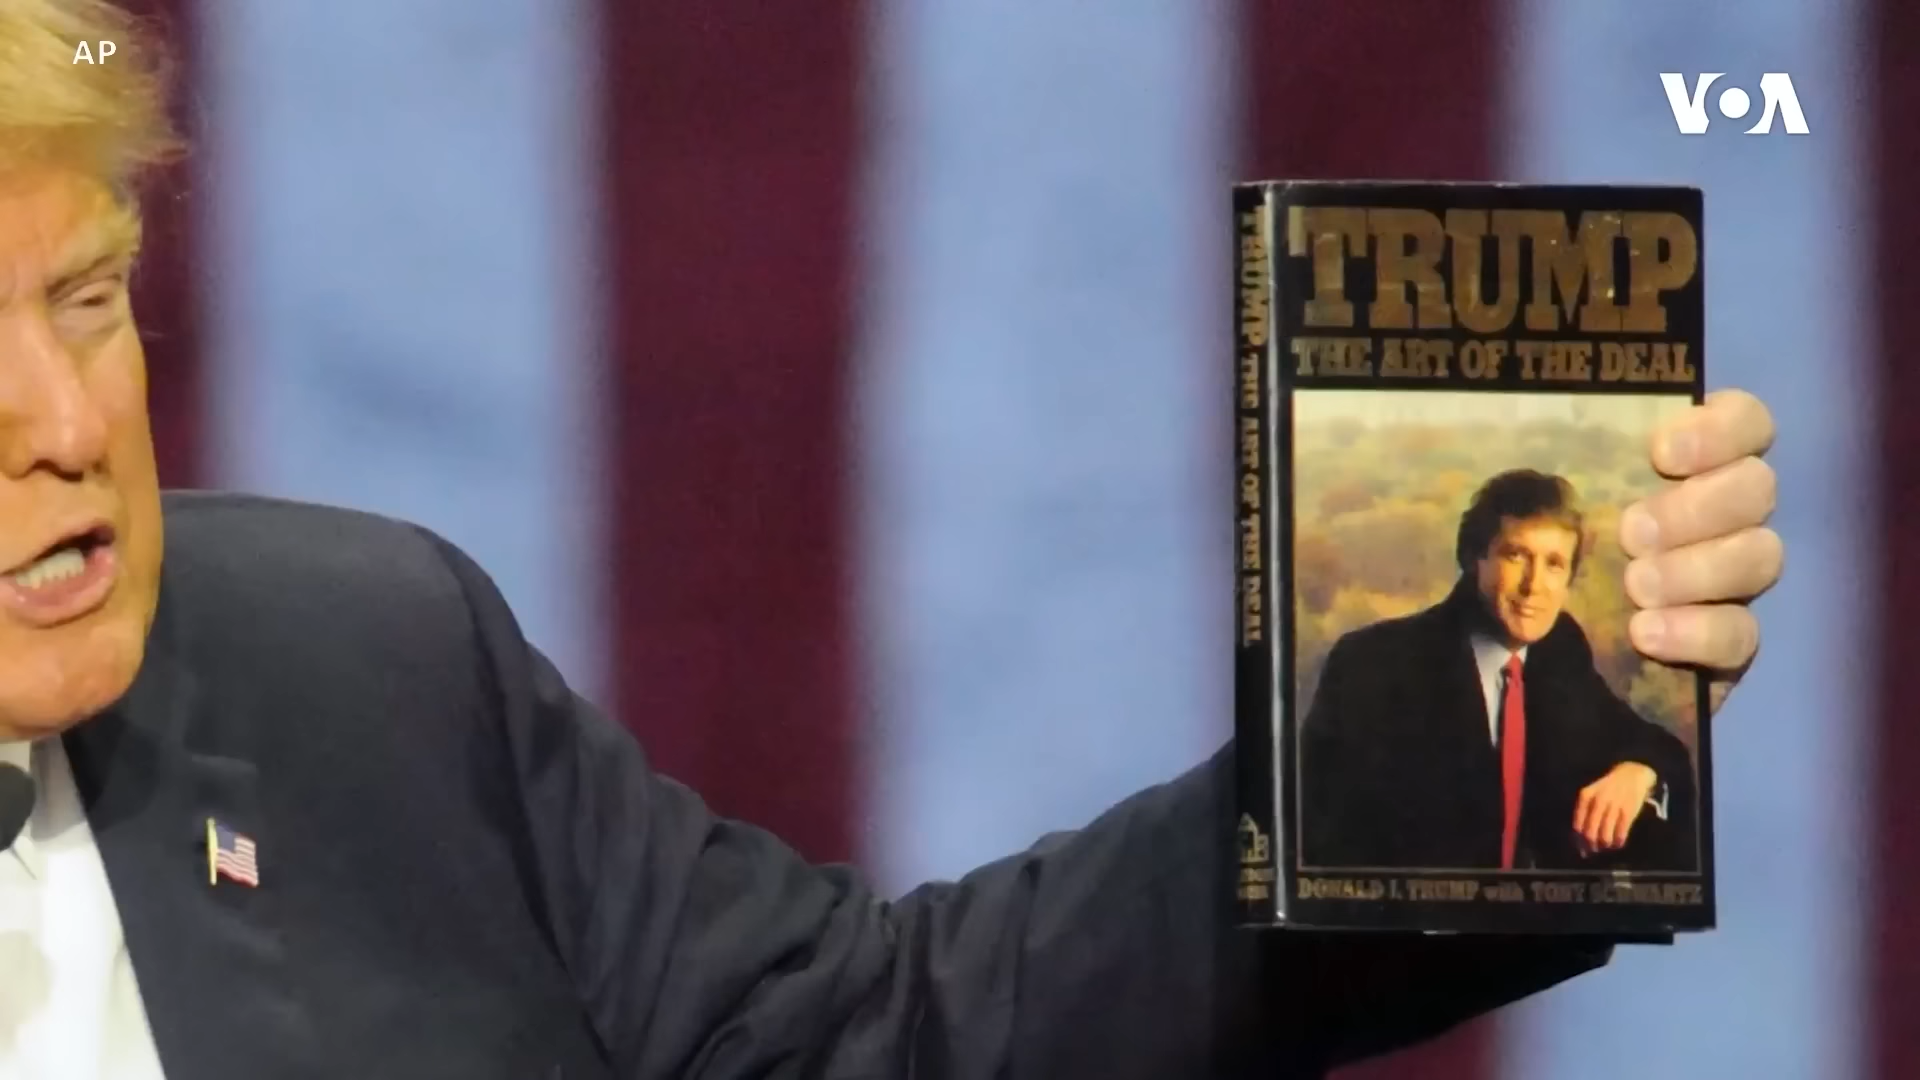 AP
VOA
TRUMP
THE ART OF THE DEAL
TRUMP THE ART OF THE DEAL
DONALD J. TRUMP with TONY SCHWARTZ